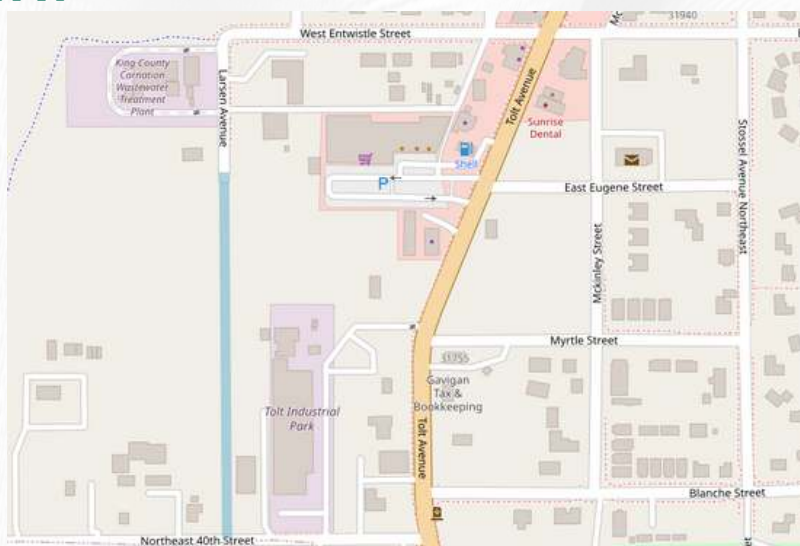 31940
West Entwistle Street
King County
Carnation
Wastewater
Treatment
Plant
Larsen Avenue
Tolt Avenue
Sunrise
Dental
Shell
P
East Eugene Street
Stossel Avenue Northeast
Mckinley Street
Myrtle Street
31755
Gavigan
Tax &
Bookkeeping
Tolt Industrial
Park
Tolt Avenue
Blanche Street
Northeast 40th Street